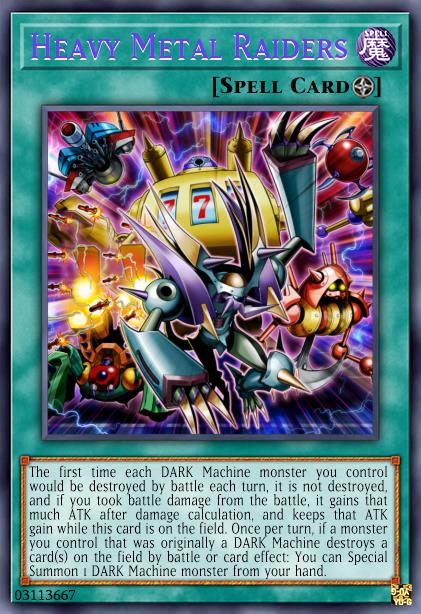 Heavy Metal Raiders
SPELL
魔
[Spell Card]
777
The first time each DARK Machine monster you control
would be destroyed by battle each turn, it is not destroyed,
and if you took battle damage from the battle, it gains that
much ATK after damage calculation, and keeps that ATK
gain while this card is on the field. Once per turn, if a monster
you control that was originally a DARK Machine destroys a
card(s) on the field by battle or card effect: You can Special
Summon 1 DARK Machine monster from your hand.
03113667